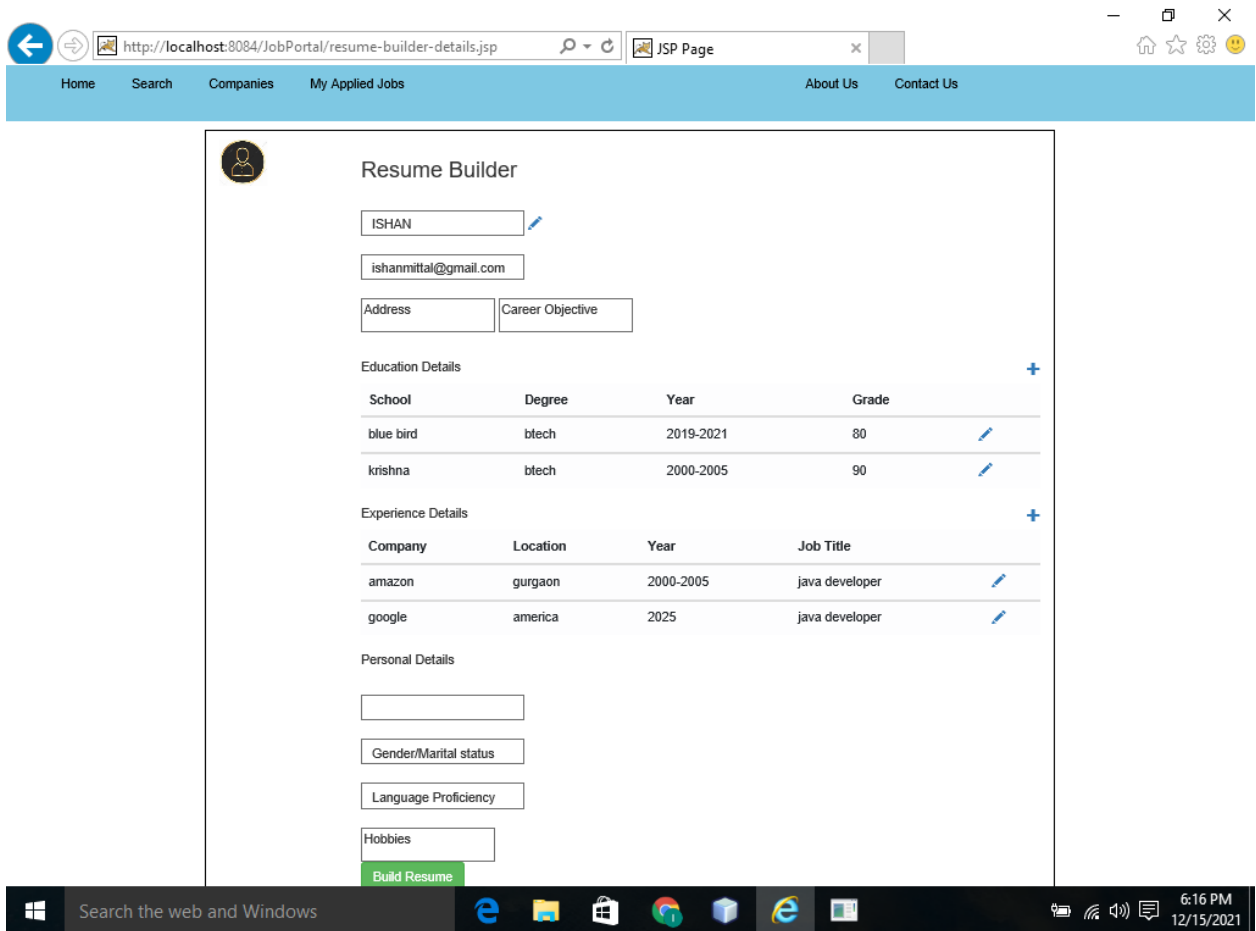 http://localhost:8084/JobPortal/resume-builder-details.jsp JSP Page
Home Search Companies My Applied Jobs About Us Contact Us
Resume Builder
ISHAN
ishanmittal@gmail.com
Address Career Objective
Education Details
School Degree Year Grade
blue bird btech 2019-2021 80
krishna btech 2000-2005 90
Experience Details
Company Location Year Job Title
amazon gurgaon 2000-2005 java developer
google america 2025 java developer
Personal Details
Gender/Marital status
Language Proficiency
Hobbies
Build Resume
Search the web and Windows
6:16 PM
12/15/2021